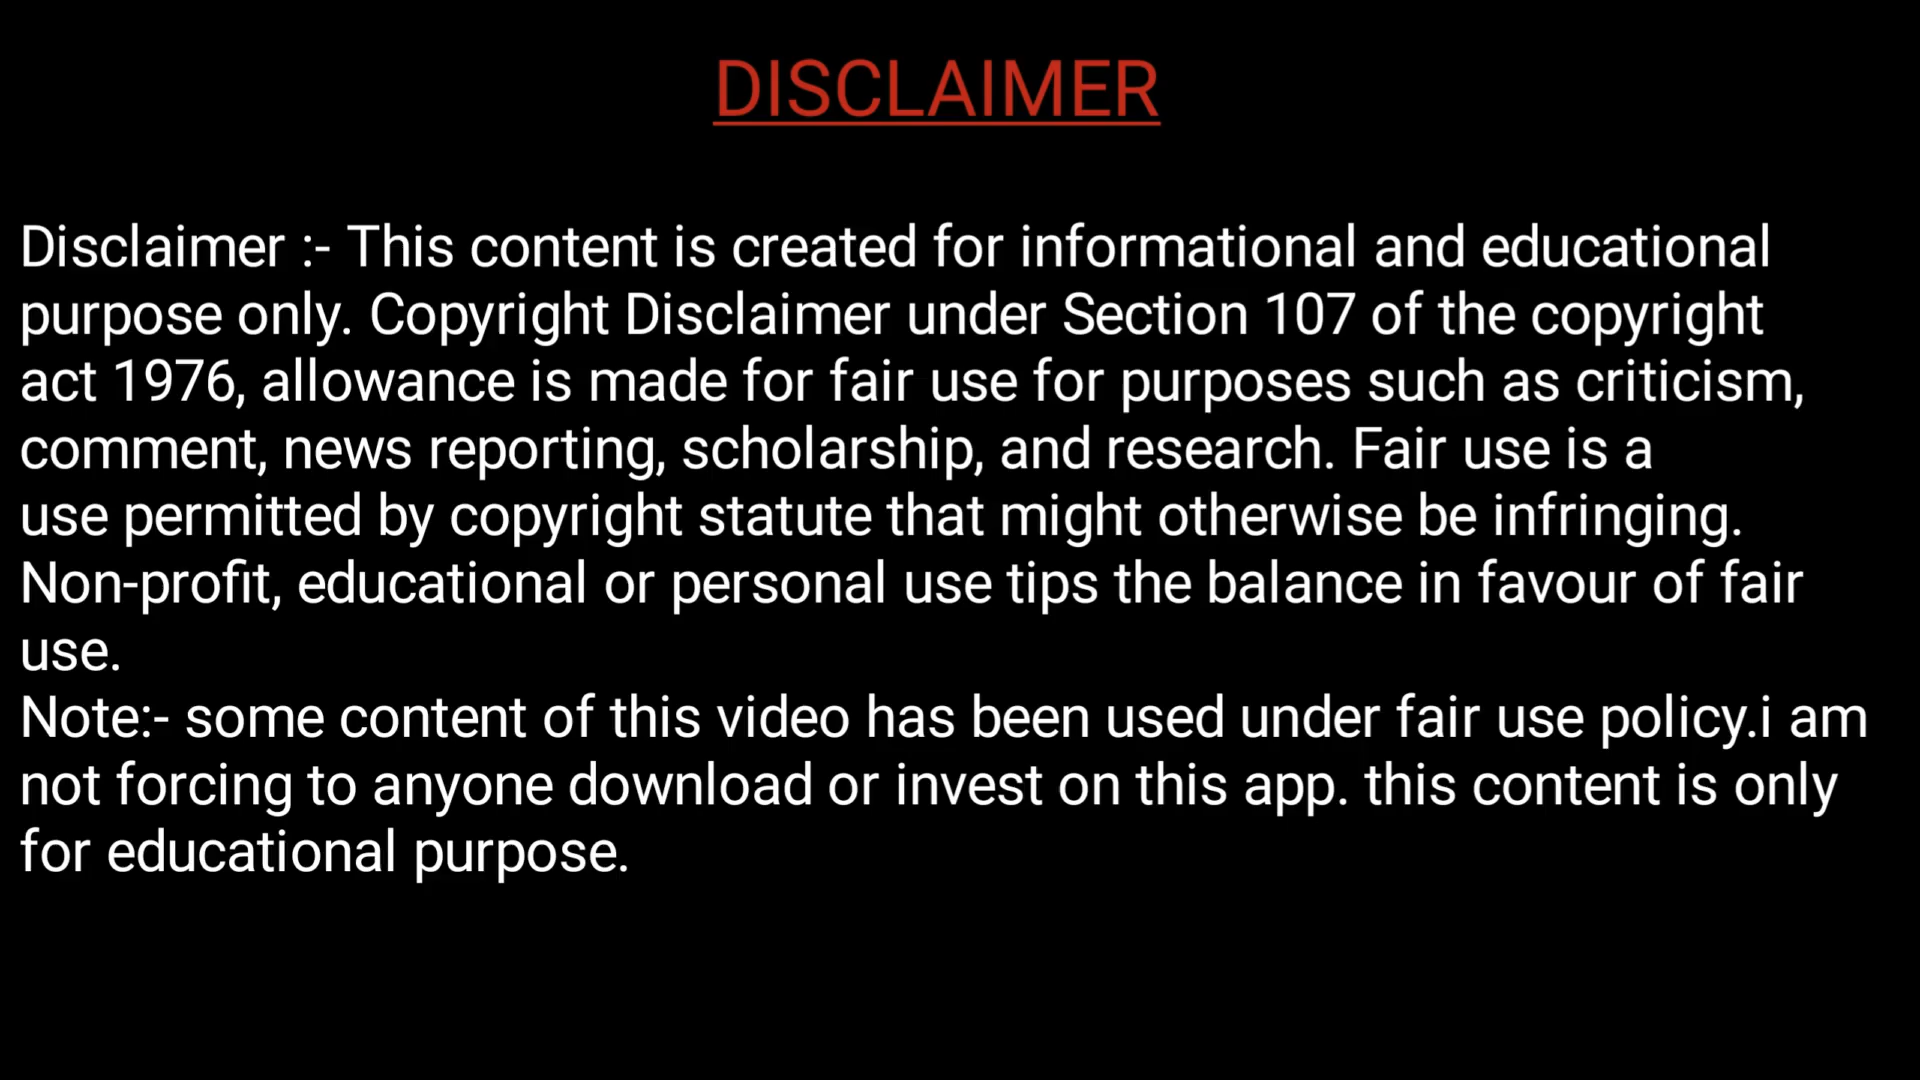 DISCLAIMER
Disclaimer :- This content is created for informational and educational
purpose only. Copyright Disclaimer under Section 107 of the copyright
act 1976, allowance is made for fair use for purposes such as criticism,
comment, news reporting, scholarship, and research. Fair use is a
use permitted by copyright statute that might otherwise be infringing.
Non-profit, educational or personal use tips the balance in favour of fair
use.
Note:- some content of this video has been used under fair use policy.i am
not forcing to anyone download or invest on this app. this content is only
for educational purpose.